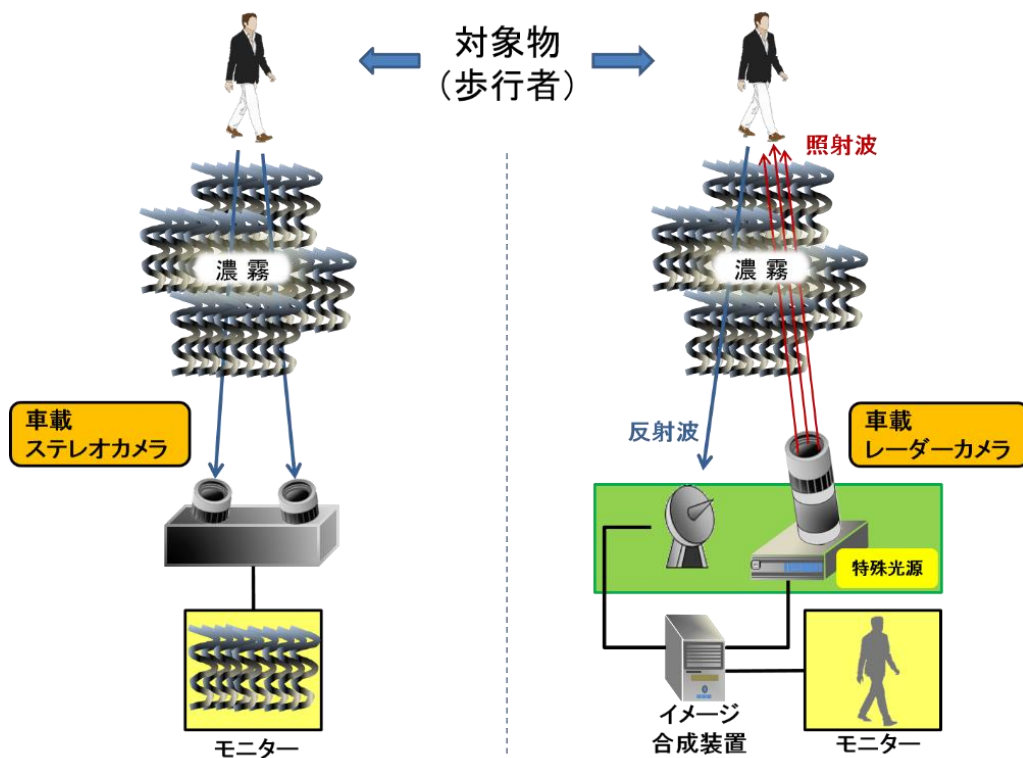 対象物
(歩行者)
濃霧
車載
ステレオカメラ
モニター
照射波
濃霧
反射波
車載
レーダーカメラ
特殊光源
イメージ
合成装置
モニター